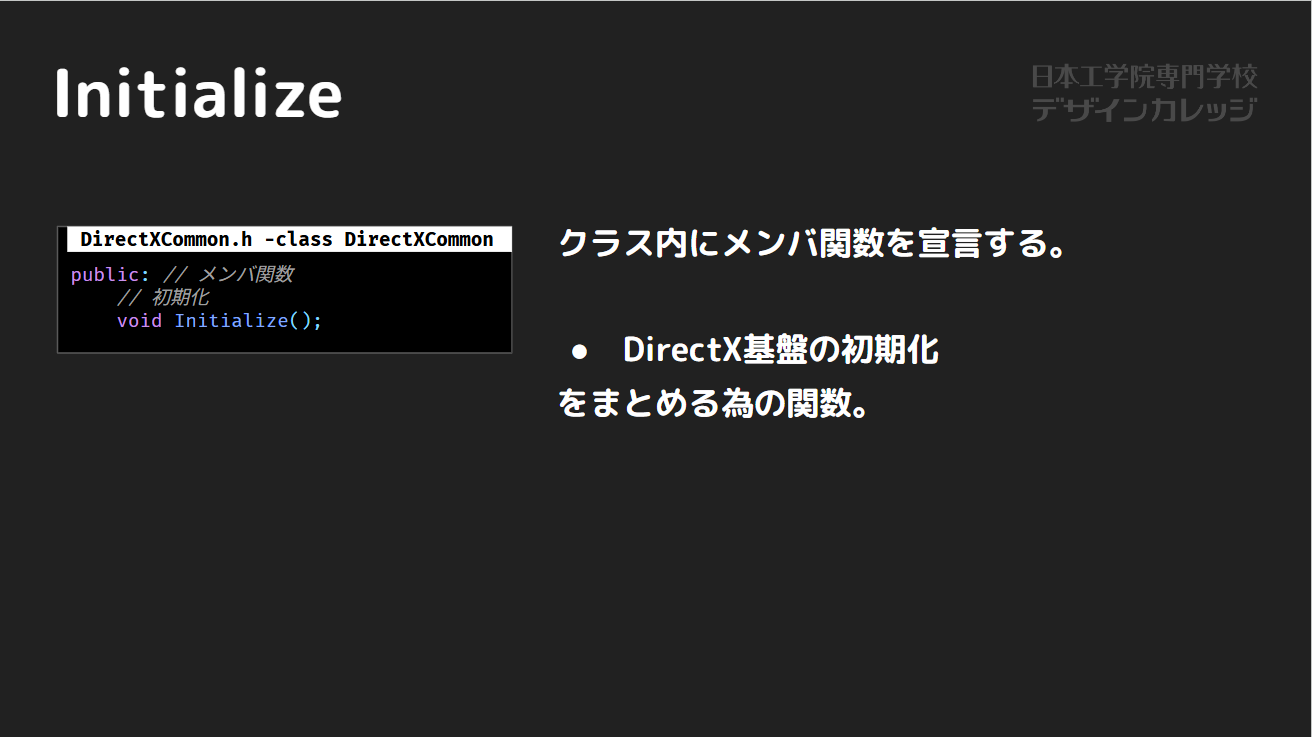 Initialize
日本工学院専門学校
デザインカレッジ
DirectXCommon.h -class DirectXCommon
public: // メンバ関数
// 初期化
void Initialize();
クラス内にメンバ関数を宣言する。
● DirectX基盤の初期化
をまとめる為の関数。